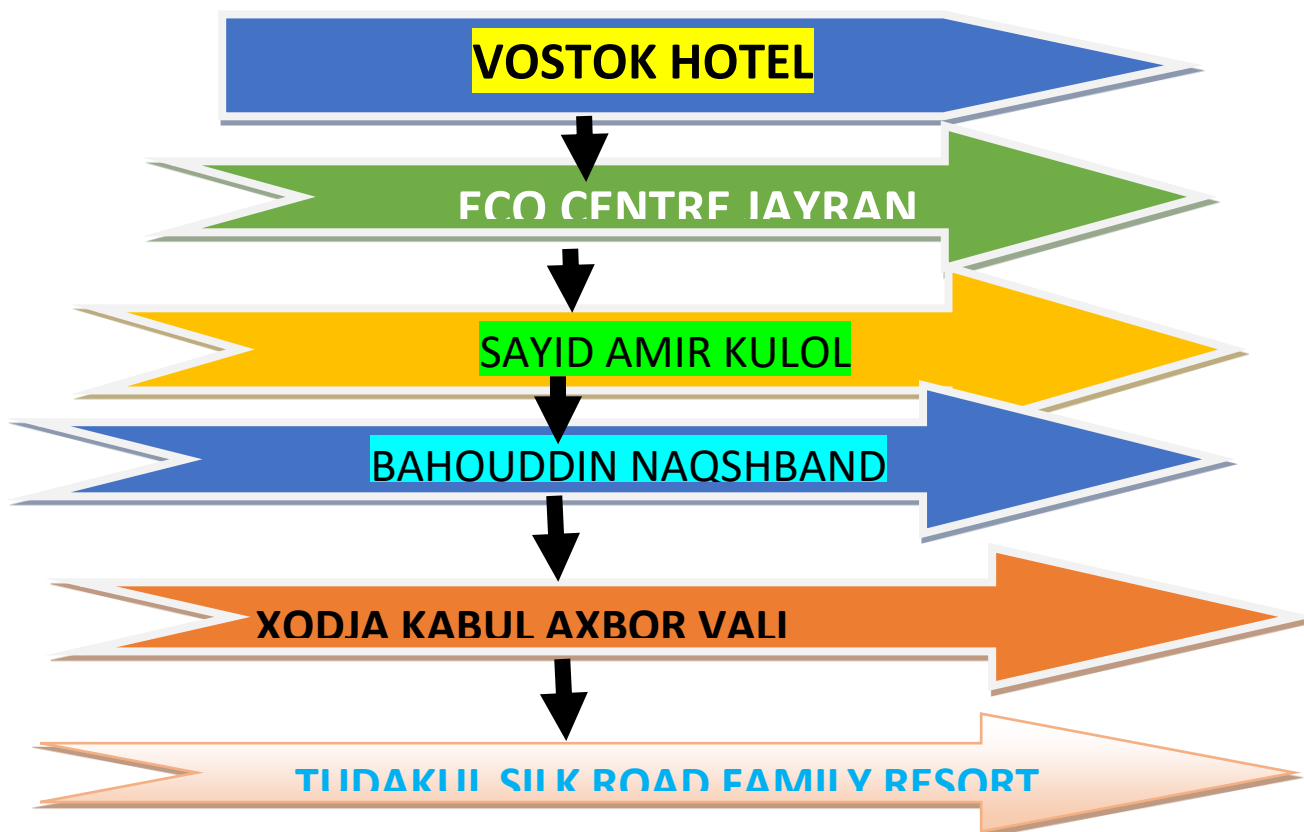 VOSTOK HOTEL
ECO CENTRE JAYRAN
SAYID AMIR KULOL
BAHOUDDIN NAQSHBAND
XODJA KABUL AXBOR VALI
TUDAKUL SILK ROAD FAMILY RESORT